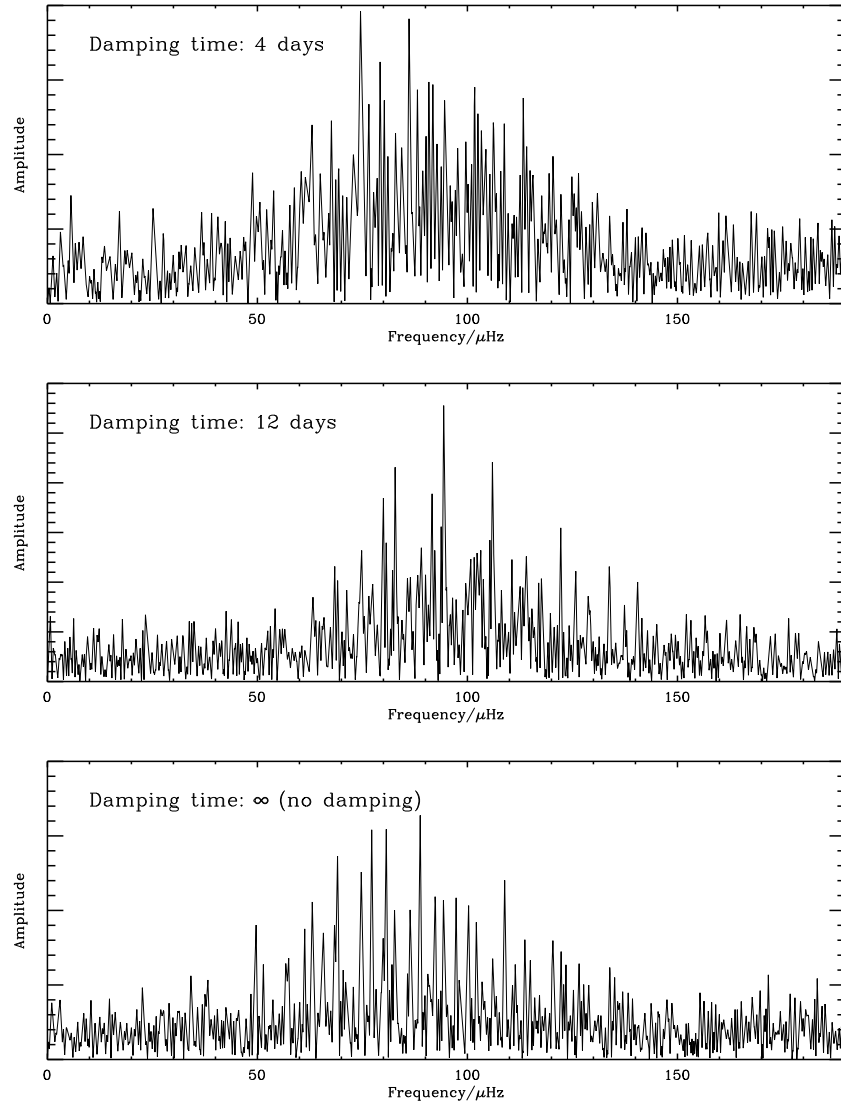 Damping time: 4 days
Amplitude
0 50 100 150
Frequency/μHz
Damping time: 12 days
Amplitude
0 50 100 150
Frequency/μHz
Damping time: ∞ (no damping)
Amplitude
0 50 100 150
Frequency/μHz